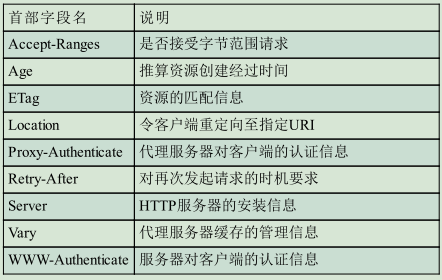 首部字段名 说明
Accept-Ranges 是否接受字节范围请求
Age 推算资源创建经过时间
ETag 资源的匹配信息
Location 令客户端重定向至指定URI
Proxy-Authenticate 代理服务器对客户端的认证信息
Retry-After 对再次发起请求的时机要求
Server HTTP服务器的安装信息
Vary 代理服务器缓存的管理信息
WWW-Authenticate 服务器对客户端的认证信息